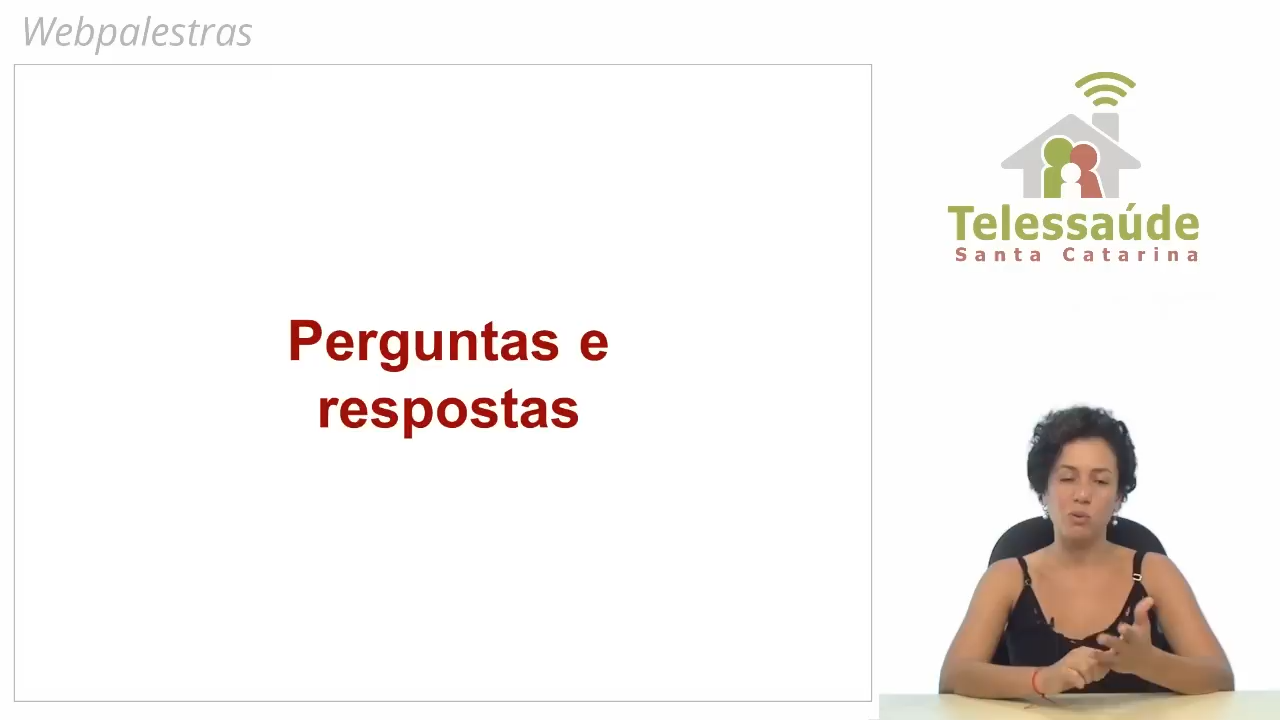 Webpalestras
Telessaúde
Santa Catarina
Perguntas e
respostas